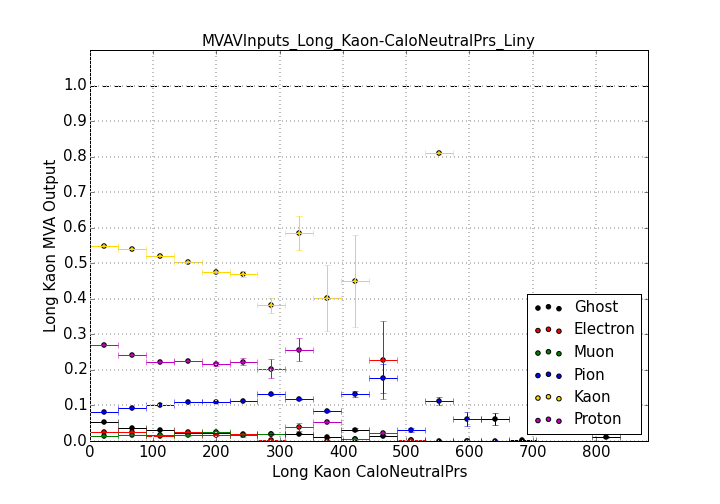 MVAVInputs_Long_Kaon-CaloNeutralPrs_Liny
Long Kaon MVA Output
1.0
0.9
0.8
0.7
0.6
0.5
0.4
0.3
0.2
0.1
0.0
Ghost
Electron
Muon
Pion
Kaon
Proton
0 100 200 300 400 500 600 700 800
Long Kaon CaloNeutralPrs